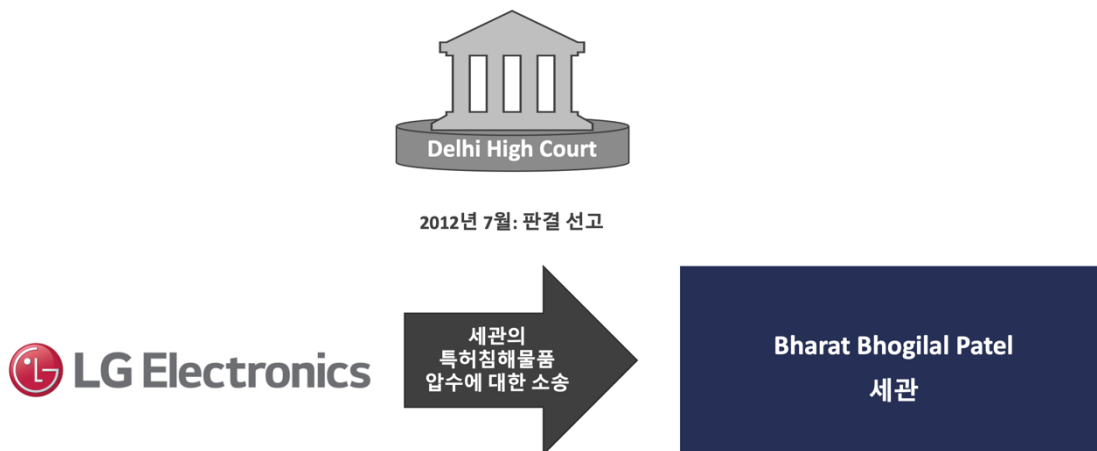 Delhi High Court
2012년 7월: 판결 선고
세관의
특허침해물품
압수에 대한 소송
LG Electronics
Bharat Bhogilal Patel
세관